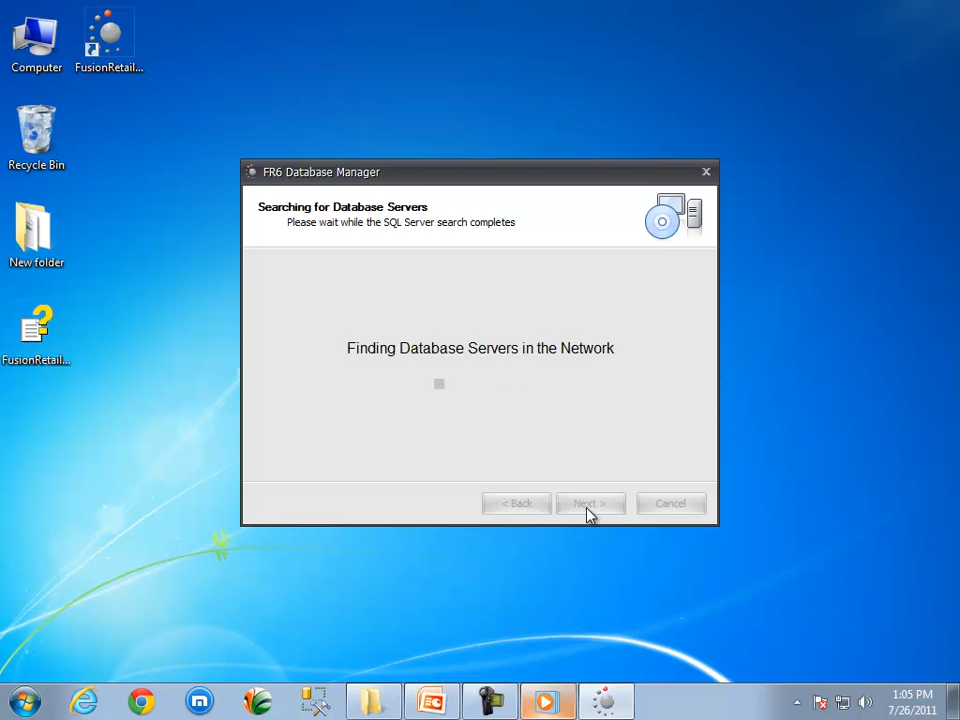 Computer
FusionRetail...
Recycle Bin
New folder
FusionRetail...
FR6 Database Manager
x
Searching for Database Servers
Please wait while the SQL Server search completes
Finding Database Servers in the Network
< Back
Next >
Cancel
1:05 PM
7/26/2011